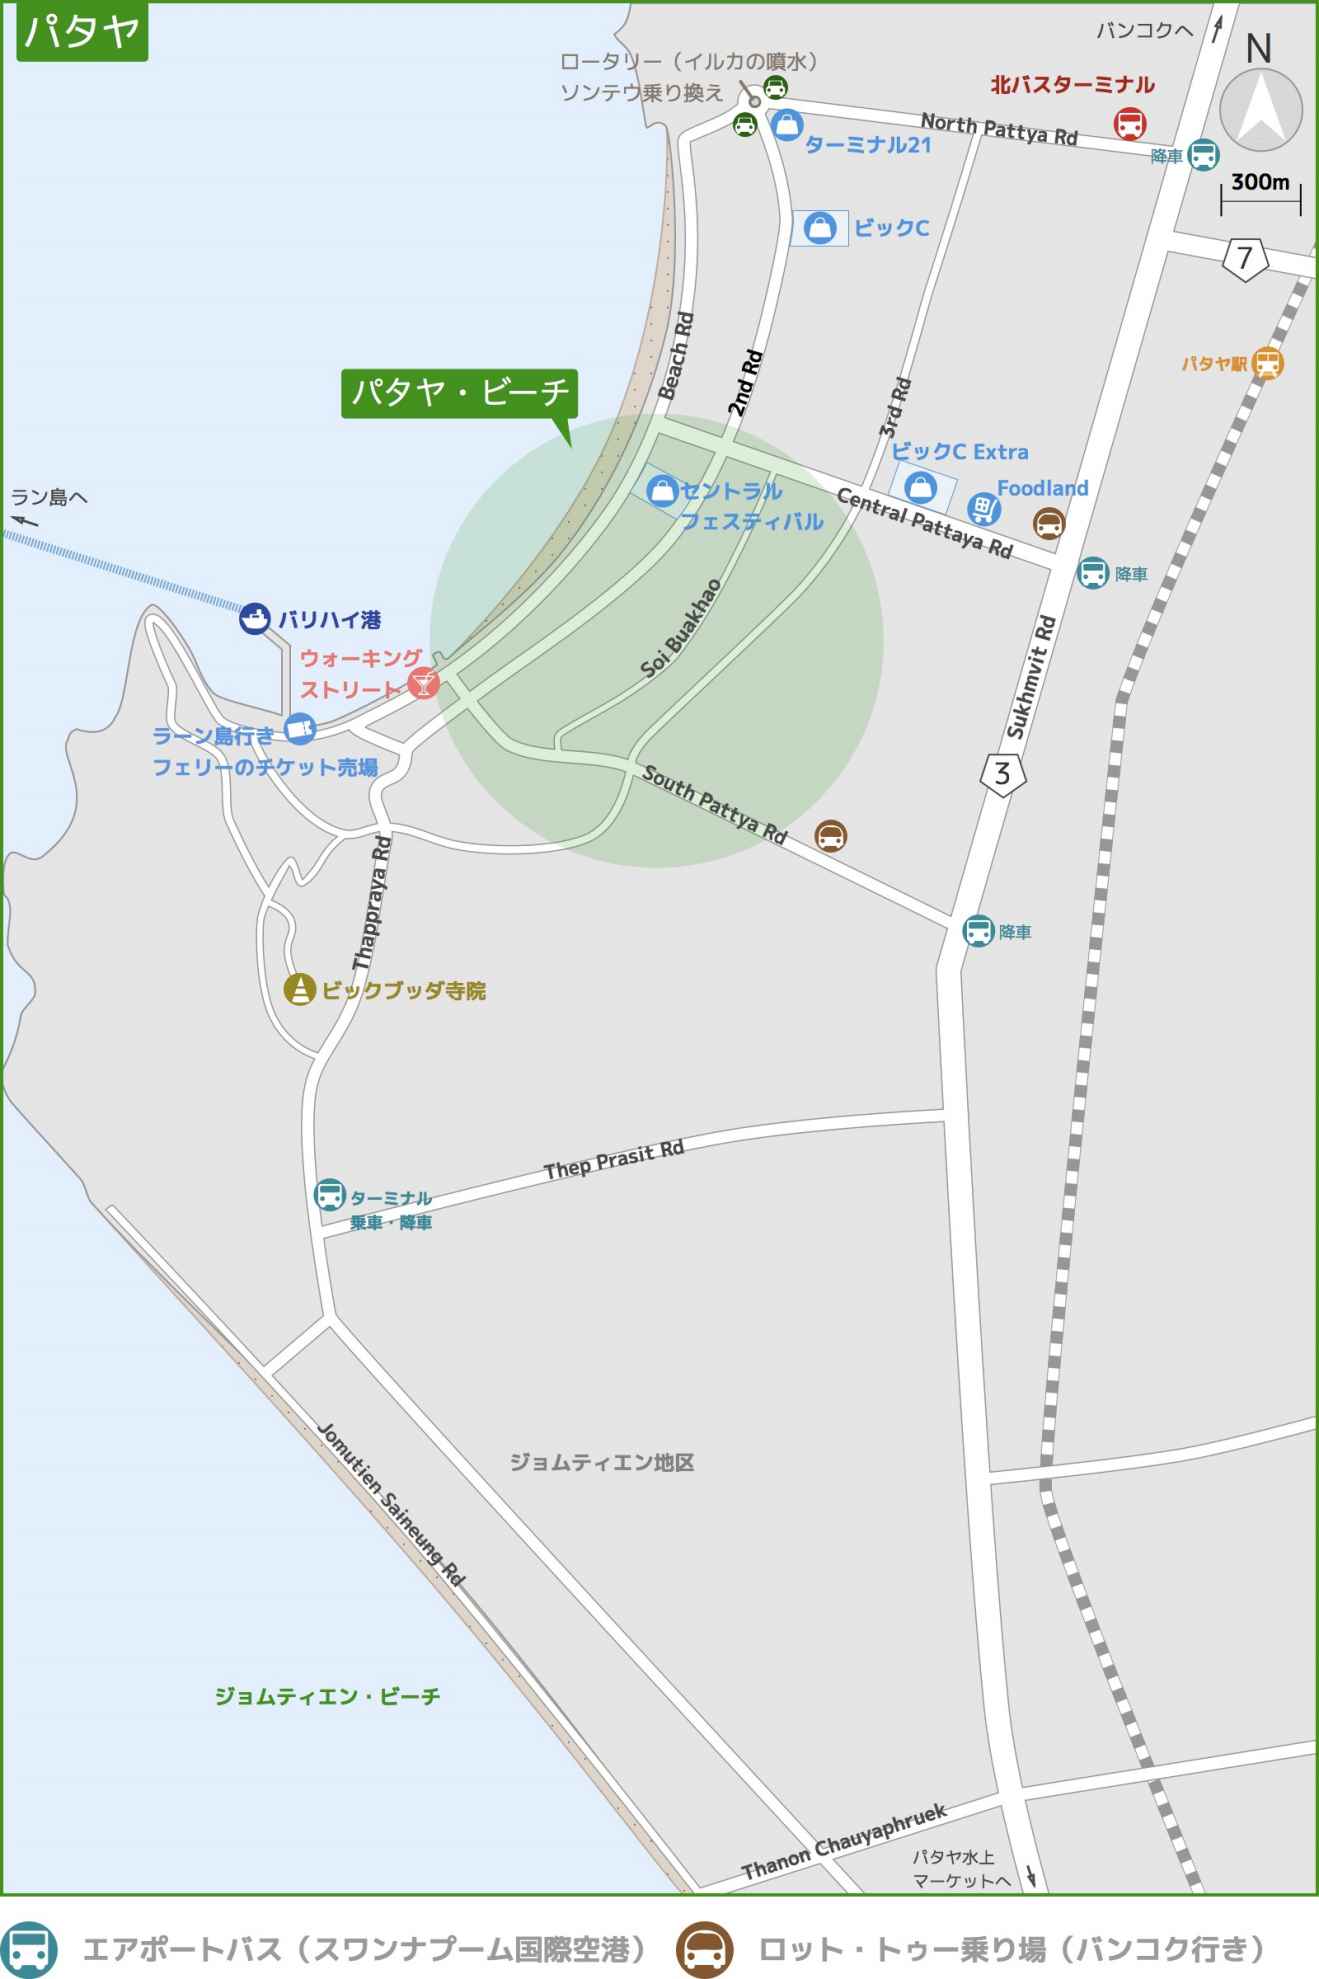 パタヤ
バンコクへ
N
ロータリー（イルカの噴水）
ソンテウ乗り換え
北バスターミナル
North Pattya Rd
ターミナル21
降車
300m
ビックC
7
Beach Rd
2nd Rd
パタヤ駅
パタヤ・ビーチ
3rd Rd
ビックC Extra
Foodland
セントラル
フェスティバル
Central Pattaya Rd
ラン島へ
降車
バリハイ港
Soi Buakhao
ウォーキング
ストリート
Sukhmvit Rd
ラーン島行き
フェリーのチケット売場
3
South Pattya Rd
Thappraya Rd
降車
ビックブッダ寺院
Thep Prasit Rd
ターミナル
乗車・降車
Jomutien Saineung Rd
ジョムティエン地区
ジョムティエン・ビーチ
Thanon Chauyaphruek
パタヤ水上
マーケットへ
エアポートバス（スワンナプーム国際空港）
ロット・トゥー乗り場（バンコク行き）